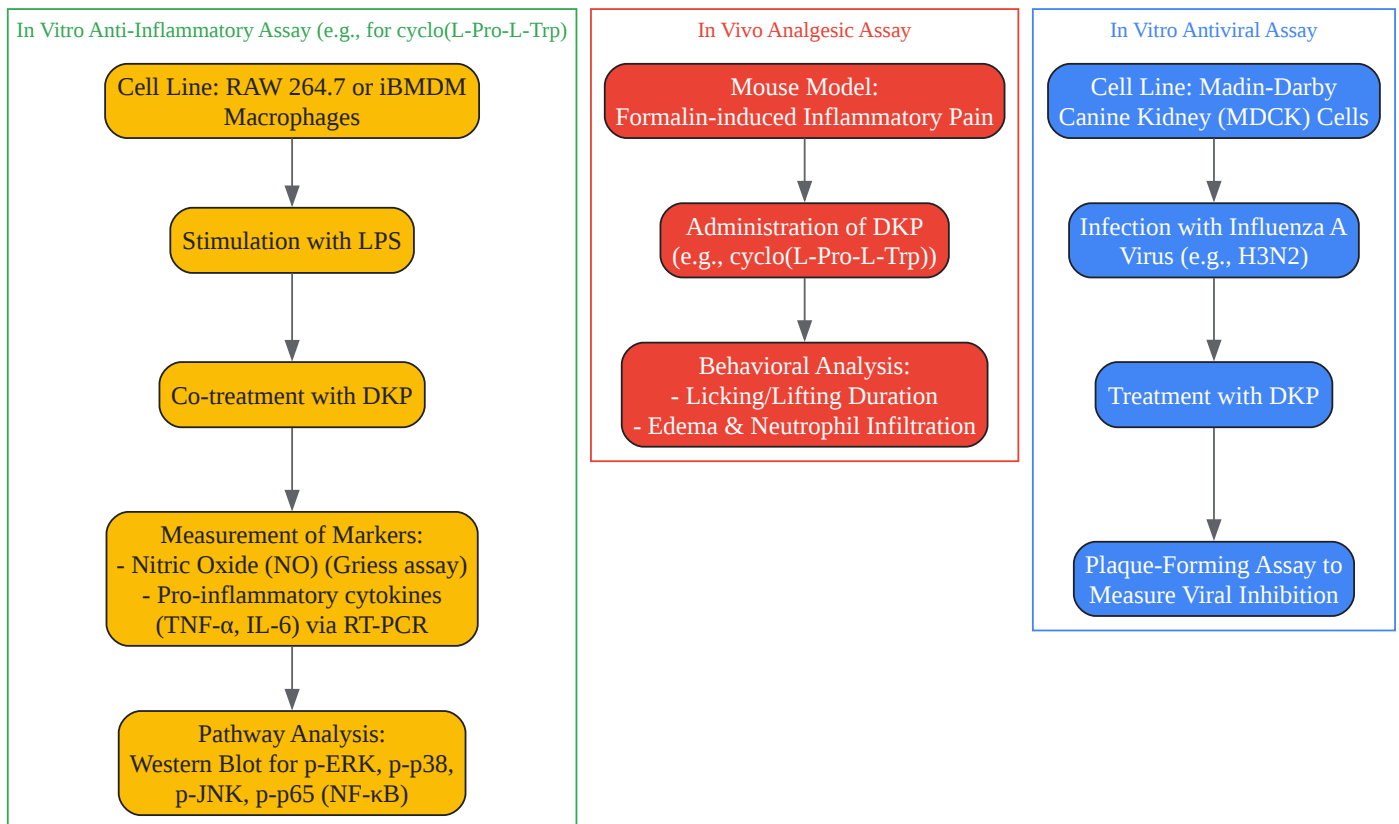 In Vitro Anti-Inflammatory Assay (e.g., for cyclo(L-Pro-L-Trp)
Cell Line: RAW 264.7 or iBMDM
Macrophages
Stimulation with LPS
Co-treatment with DKP
Measurement of Markers:
- Nitric Oxide (NO) (Griess assay)
- Pro-inflammatory cytokines
(TNF-α, IL-6) via RT-PCR
Pathway Analysis:
Western Blot for p-ERK, p-p38,
p-JNK, p-p65 (NF-κB)
In Vivo Analgesic Assay
Mouse Model:
Formalin-induced Inflammatory Pain
Administration of DKP
(e.g., cyclo(L-Pro-L-Trp))
Behavioral Analysis:
- Licking/Lifting Duration
- Edema & Neutrophil Infiltration
In Vitro Antiviral Assay
Cell Line: Madin-Darby
Canine Kidney (MDCK) Cells
Infection with Influenza A
Virus (e.g., H3N2)
Treatment with DKP
Plaque-Forming Assay to
Measure Viral Inhibition